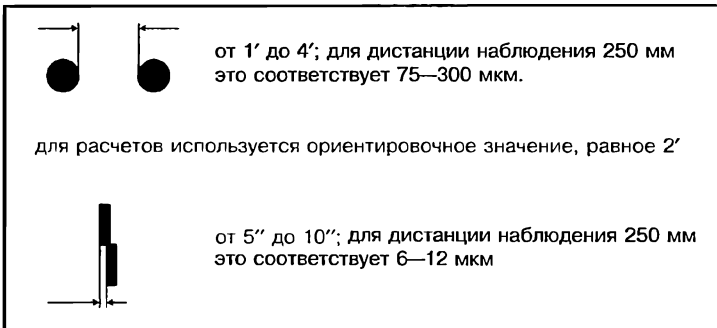 от 1′ до 4′; для дистанции наблюдения 250 мм
это соответствует 75—300 мкм.
для расчетов используется ориентировочное значение, равное 2′
от 5″ до 10″; для дистанции наблюдения 250 мм
это соответствует 6—12 мкм